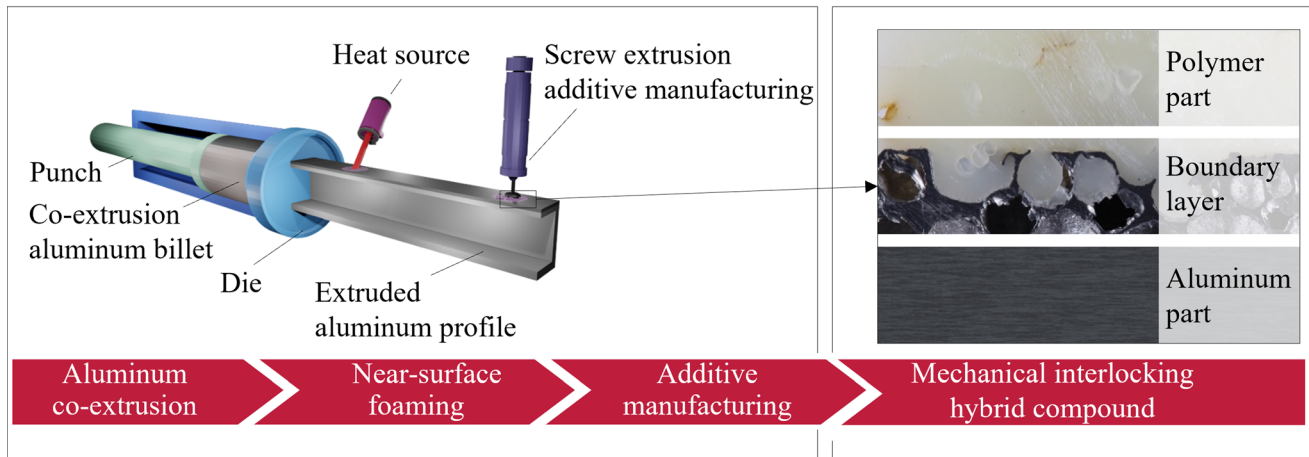 Heat source
Screw extrusion
additive manufacturing
Punch
Co-extrusion
aluminum billet
Die
Extruded
aluminum profile
Polymer
part
Boundary
layer
Aluminum
part
Aluminum
co-extrusion
Near-surface
foaming
Additive
manufacturing
Mechanical interlocking
hybrid compound